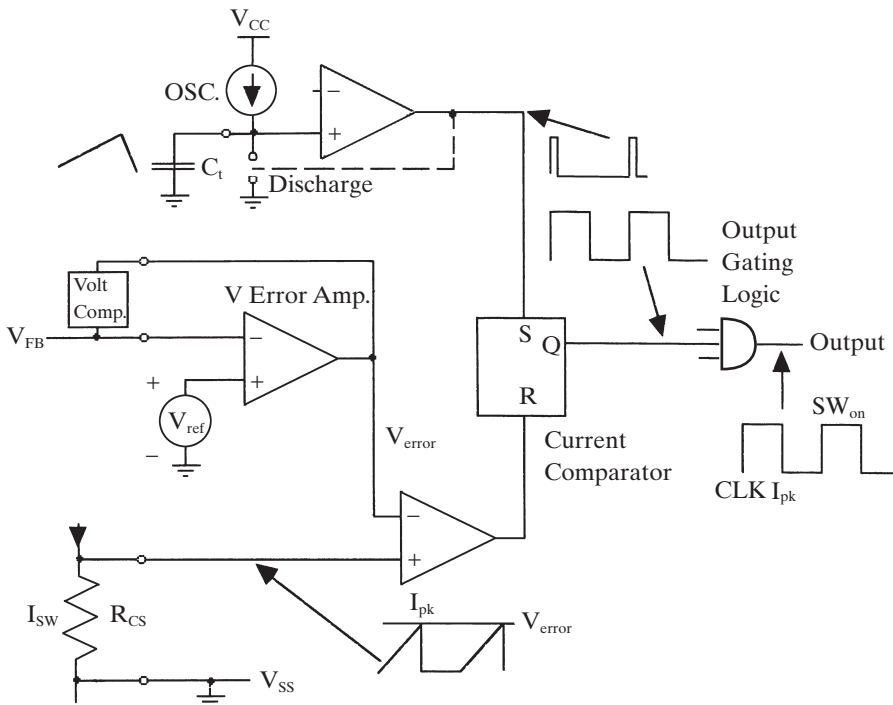 V_CC
OSC.
−
+
C_t
Discharge
Volt
Comp.
V Error Amp.
V_FB
−
+
+
V_ref
−
V_error
S
Q
R
Output
Gating
Logic
Output
SW_on
CLK I_pk
Current
Comparator
−
+
I_SW
R_CS
I_pk
V_error
V_SS